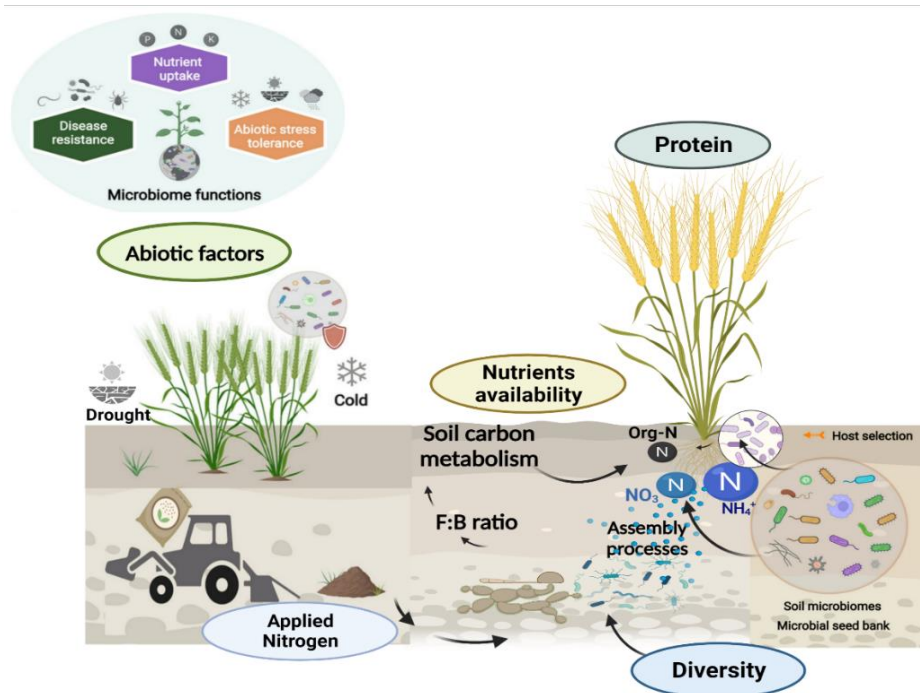 P
N
K
Nutrient
uptake
Disease
resistance
Abiotic stress
tolerance
Microbiome functions
Protein
Abiotic factors
Drought
Cold
Nutrients
availability
Soil carbon
metabolism
Org-N
N
Host selection
N
N
NO3
NH4+
F:B ratio
Assembly
processes
Soil microbiomes
Microbial seed bank
Applied
Nitrogen
Diversity